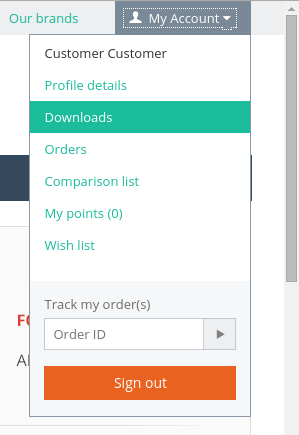 Our brands
My Account
Customer Customer
Profile details
Downloads
Orders
Comparison list
My points (0)
Wish list
Track my order(s)
Order ID
Sign out